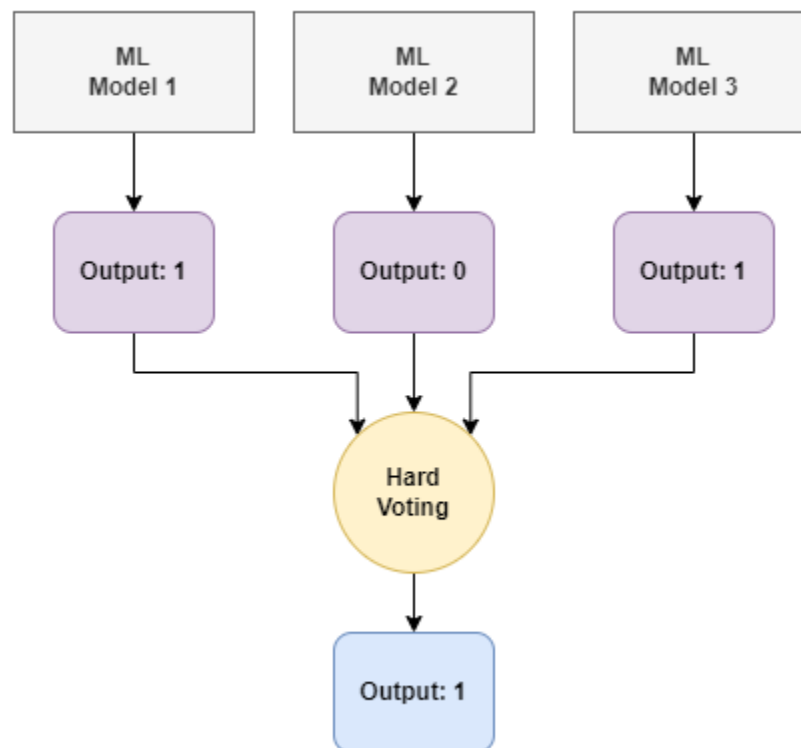 ML
Model 1
ML
Model 2
ML
Model 3
Output: 1
Output: 0
Output: 1
Hard
Voting
Output: 1